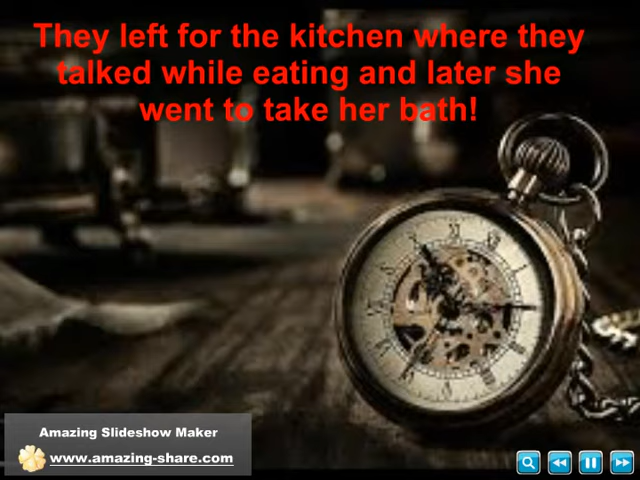 They left for the kitchen where they
talked while eating and later she
went to take her bath!
Amazing Slideshow Maker
www.amazing-share.com